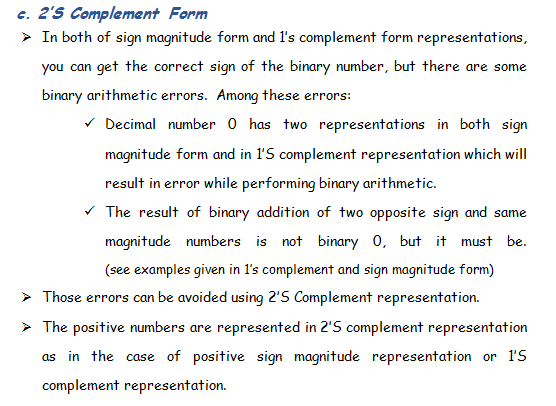 c. 2'S Complement Form
➢ In both of sign magnitude form and 1's complement form representations,
you can get the correct sign of the binary number, but there are some
binary arithmetic errors. Among these errors:
✓ Decimal number 0 has two representations in both sign
magnitude form and in 1'S complement representation which will
result in error while performing binary arithmetic.
✓ The result of binary addition of two opposite sign and same
magnitude numbers is not binary 0, but it must be.
(see examples given in 1's complement and sign magnitude form)
➢ Those errors can be avoided using 2'S Complement representation.
➢ The positive numbers are represented in 2'S complement representation
as in the case of positive sign magnitude representation or 1'S
complement representation.